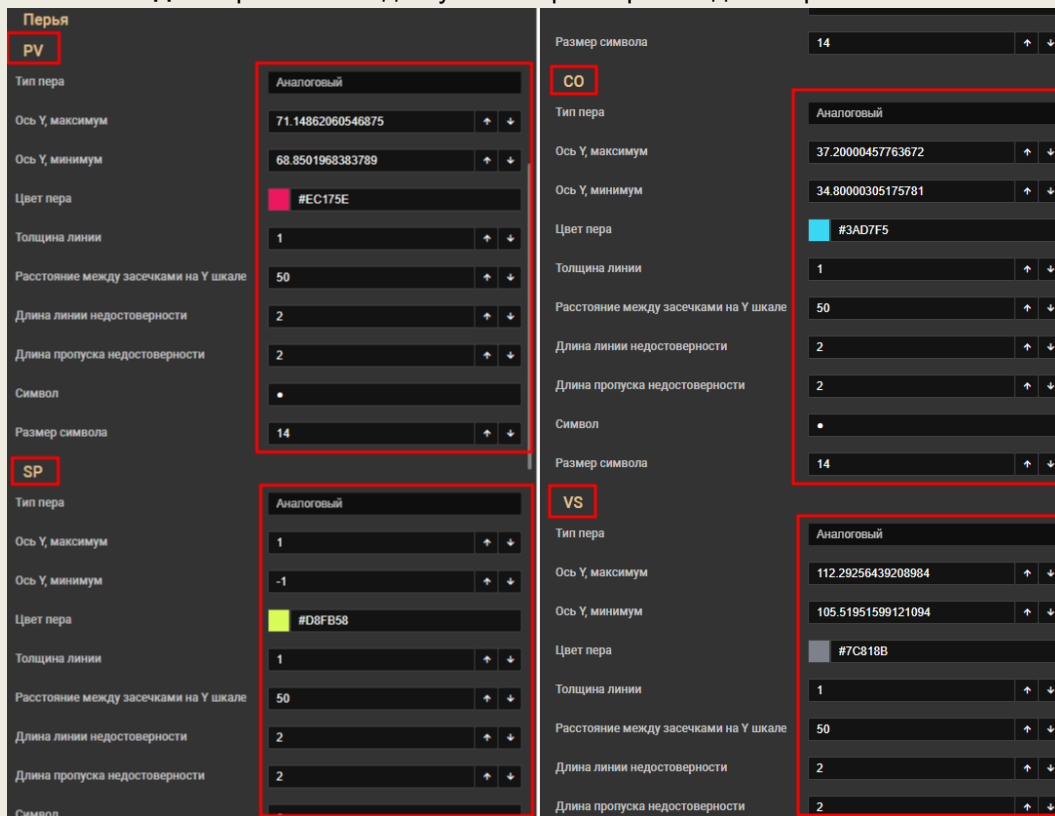 Перья
PV
Тип пера Аналоговый
Ось Y, максимум 71.14862060546875
Ось Y, минимум 68.8501968383789
Цвет пера #EC175E
Толщина линии 1
Расстояние между засечками на Y шкале 50
Длина линии недостоверности 2
Длина пропуска недостоверности 2
Символ •
Размер символа 14
SP
Тип пера Аналоговый
Ось Y, максимум 1
Ось Y, минимум -1
Цвет пера #D8FB58
Толщина линии 1
Расстояние между засечками на Y шкале 50
Длина линии недостоверности 2
Длина пропуска недостоверности 2
Символ
Размер символа 14
CO
Тип пера Аналоговый
Ось Y, максимум 37.20000457763672
Ось Y, минимум 34.80000305175781
Цвет пера #3AD7F5
Толщина линии 1
Расстояние между засечками на Y шкале 50
Длина линии недостоверности 2
Длина пропуска недостоверности 2
Символ •
Размер символа 14
VS
Тип пера Аналоговый
Ось Y, максимум 112.29256439208984
Ось Y, минимум 105.51951599121094
Цвет пера #7C818B
Толщина линии 1
Расстояние между засечками на Y шкале 50
Длина линии недостоверности 2
Длина пропуска недостоверности 2